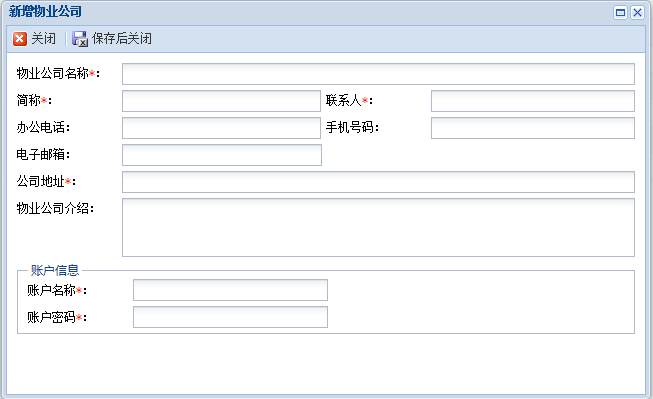 新增物业公司
关闭 保存后关闭
物业公司名称*:
简称*: 联系人*:
办公电话: 手机号码:
电子邮箱:
公司地址*:
物业公司介绍:
账户信息
账户名称*:
账户密码*: